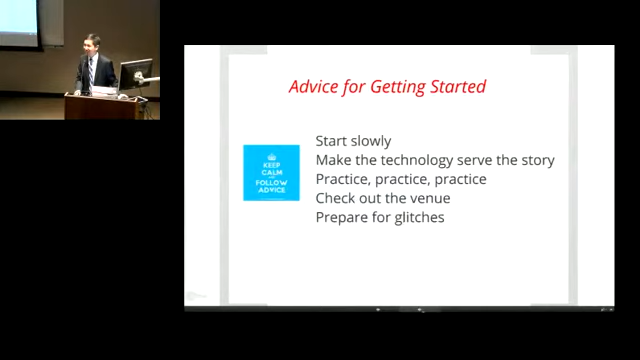 Advice for Getting Started
KEEP
CALM
FOLLOW
ADVICE
Start slowly
Make the technology serve the story
Practice, practice, practice
Check out the venue
Prepare for glitches